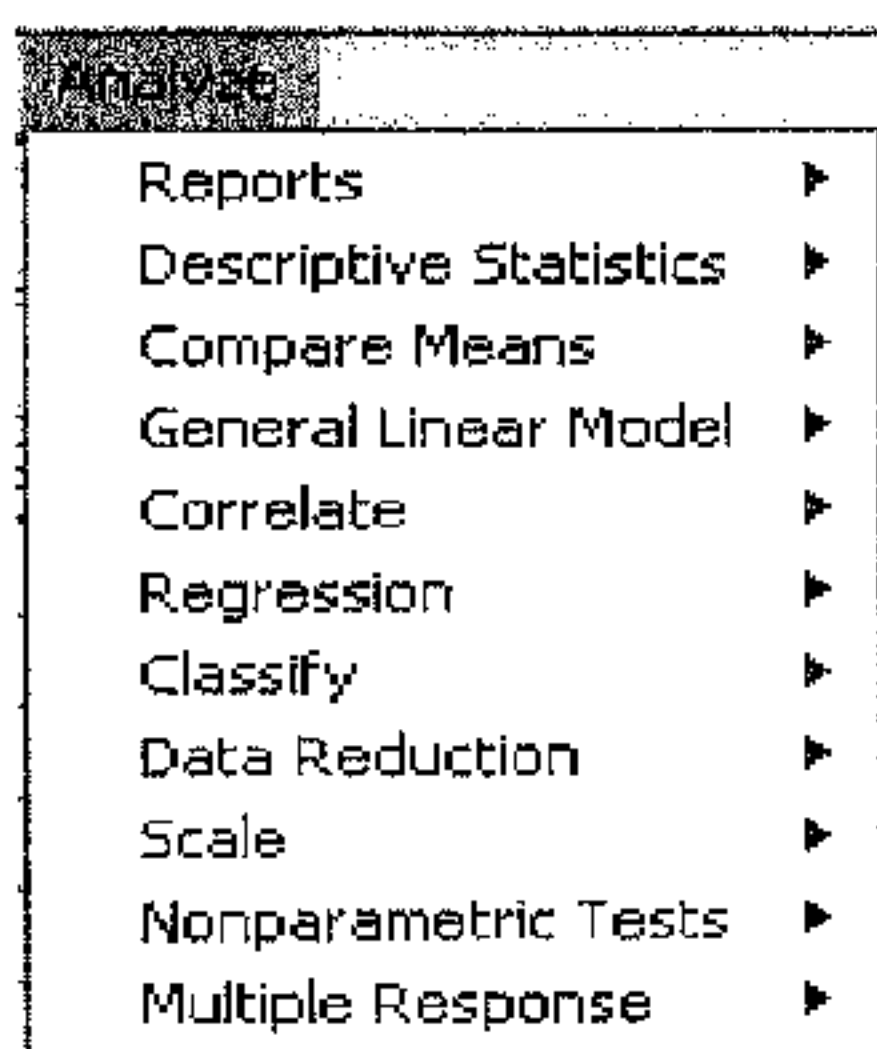 Analyze
Reports
Descriptive Statistics
Compare Means
General Linear Model
Correlate
Regression
Classify
Data Reduction
Scale
Nonparametric Tests
Multiple Response